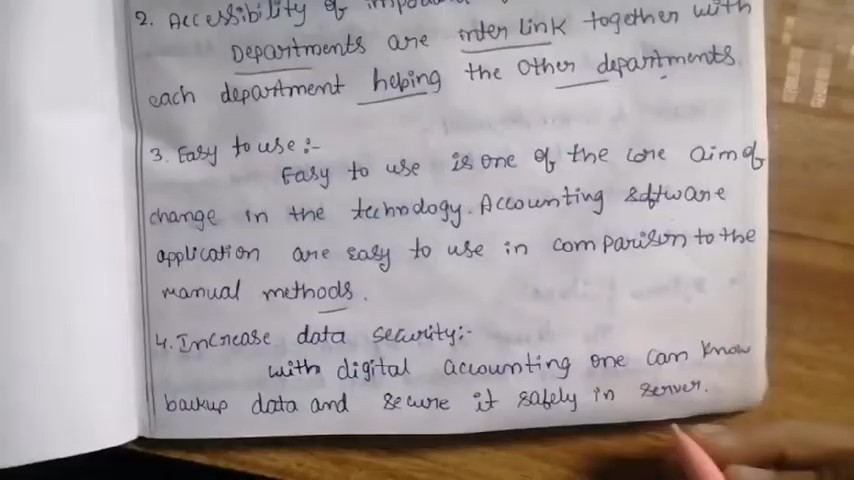 2. Accessibility of
Departments are inter link together with
each department helping the other departments
3. Easy to use :-
Easy to use is one of the core aim of
change in the technology. Accounting software
application are easy to use in comparison to the
manual methods.
4. Increase data security:-
with digital accounting one can know
backup data and secure it safely in server.